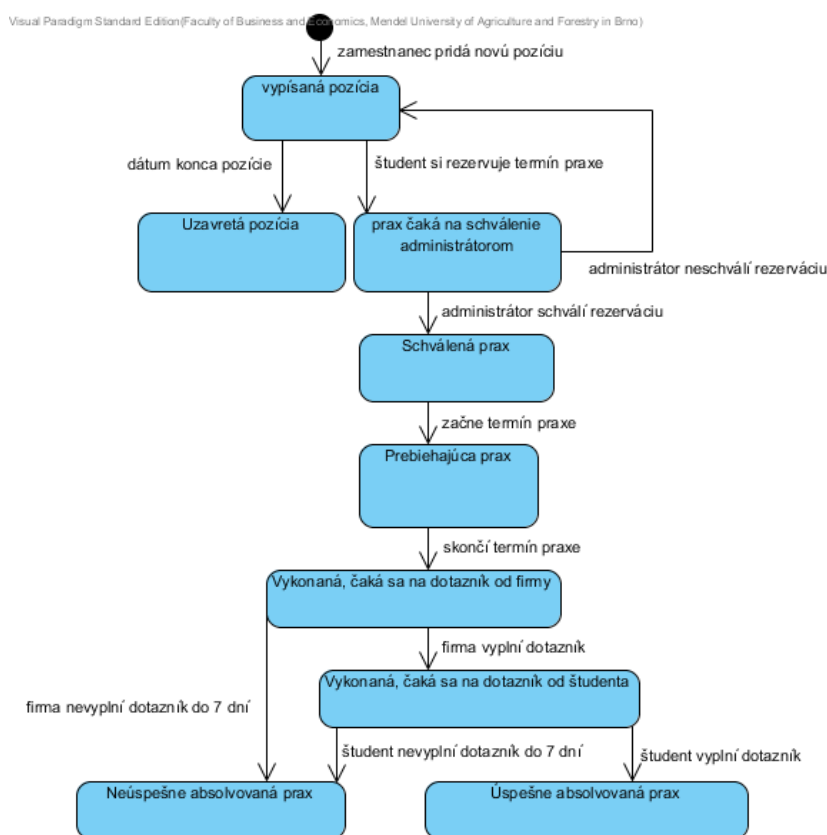 Visual Paradigm Standard Edition(Faculty of Business and Economics, Mendel University of Agriculture and Forestry in Brno)
zamestnanec pridá novú pozíciu
vypísaná pozícia
dátum konca pozície
študent si rezervuje termín praxe
Uzavretá pozícia
prax čaká na schválenie
administrátorom
administrátor neschválí rezerváciu
administrátor schválí rezerváciu
Schválená prax
začne termín praxe
Prebiehajúca prax
skončí termín praxe
Vykonaná, čaká sa na dotazník od firmy
firma vyplní dotazník
Vykonaná, čaká sa na dotazník od študenta
firma nevyplní dotazník do 7 dní
študent nevyplní dotazník do 7 dní
študent vyplní dotazník
Neúspešne absolvovaná prax
Úspešne absolvovaná prax